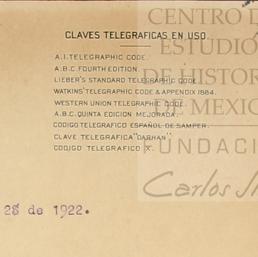 CLAVES TELEGRAFICAS EN USO.
A.I. TELEGRAPHIC CODE.
A.B.C. FOURTH EDITION.
LIEBER'S STANDARD TELEGRAPHIC CODE
WATKINS' TELEGRAPHIC CODE & APPENDIX 1884.
WESTERN UNION TELEGRAPHIC CODE.
A.B.C. QUINTA EDICION MEJORADA.
CODIGO TELEGRAFICO ESPAÑOL DE SAMPER.
CLAVE TELEGRAFICA "DARHAN"
CODIGO TELEGRAFICO "X".
CENTRO D
ESTUDIO
DE HISTOR
DE MEXIC
FUNDACI
Carlos
28 de 1922.